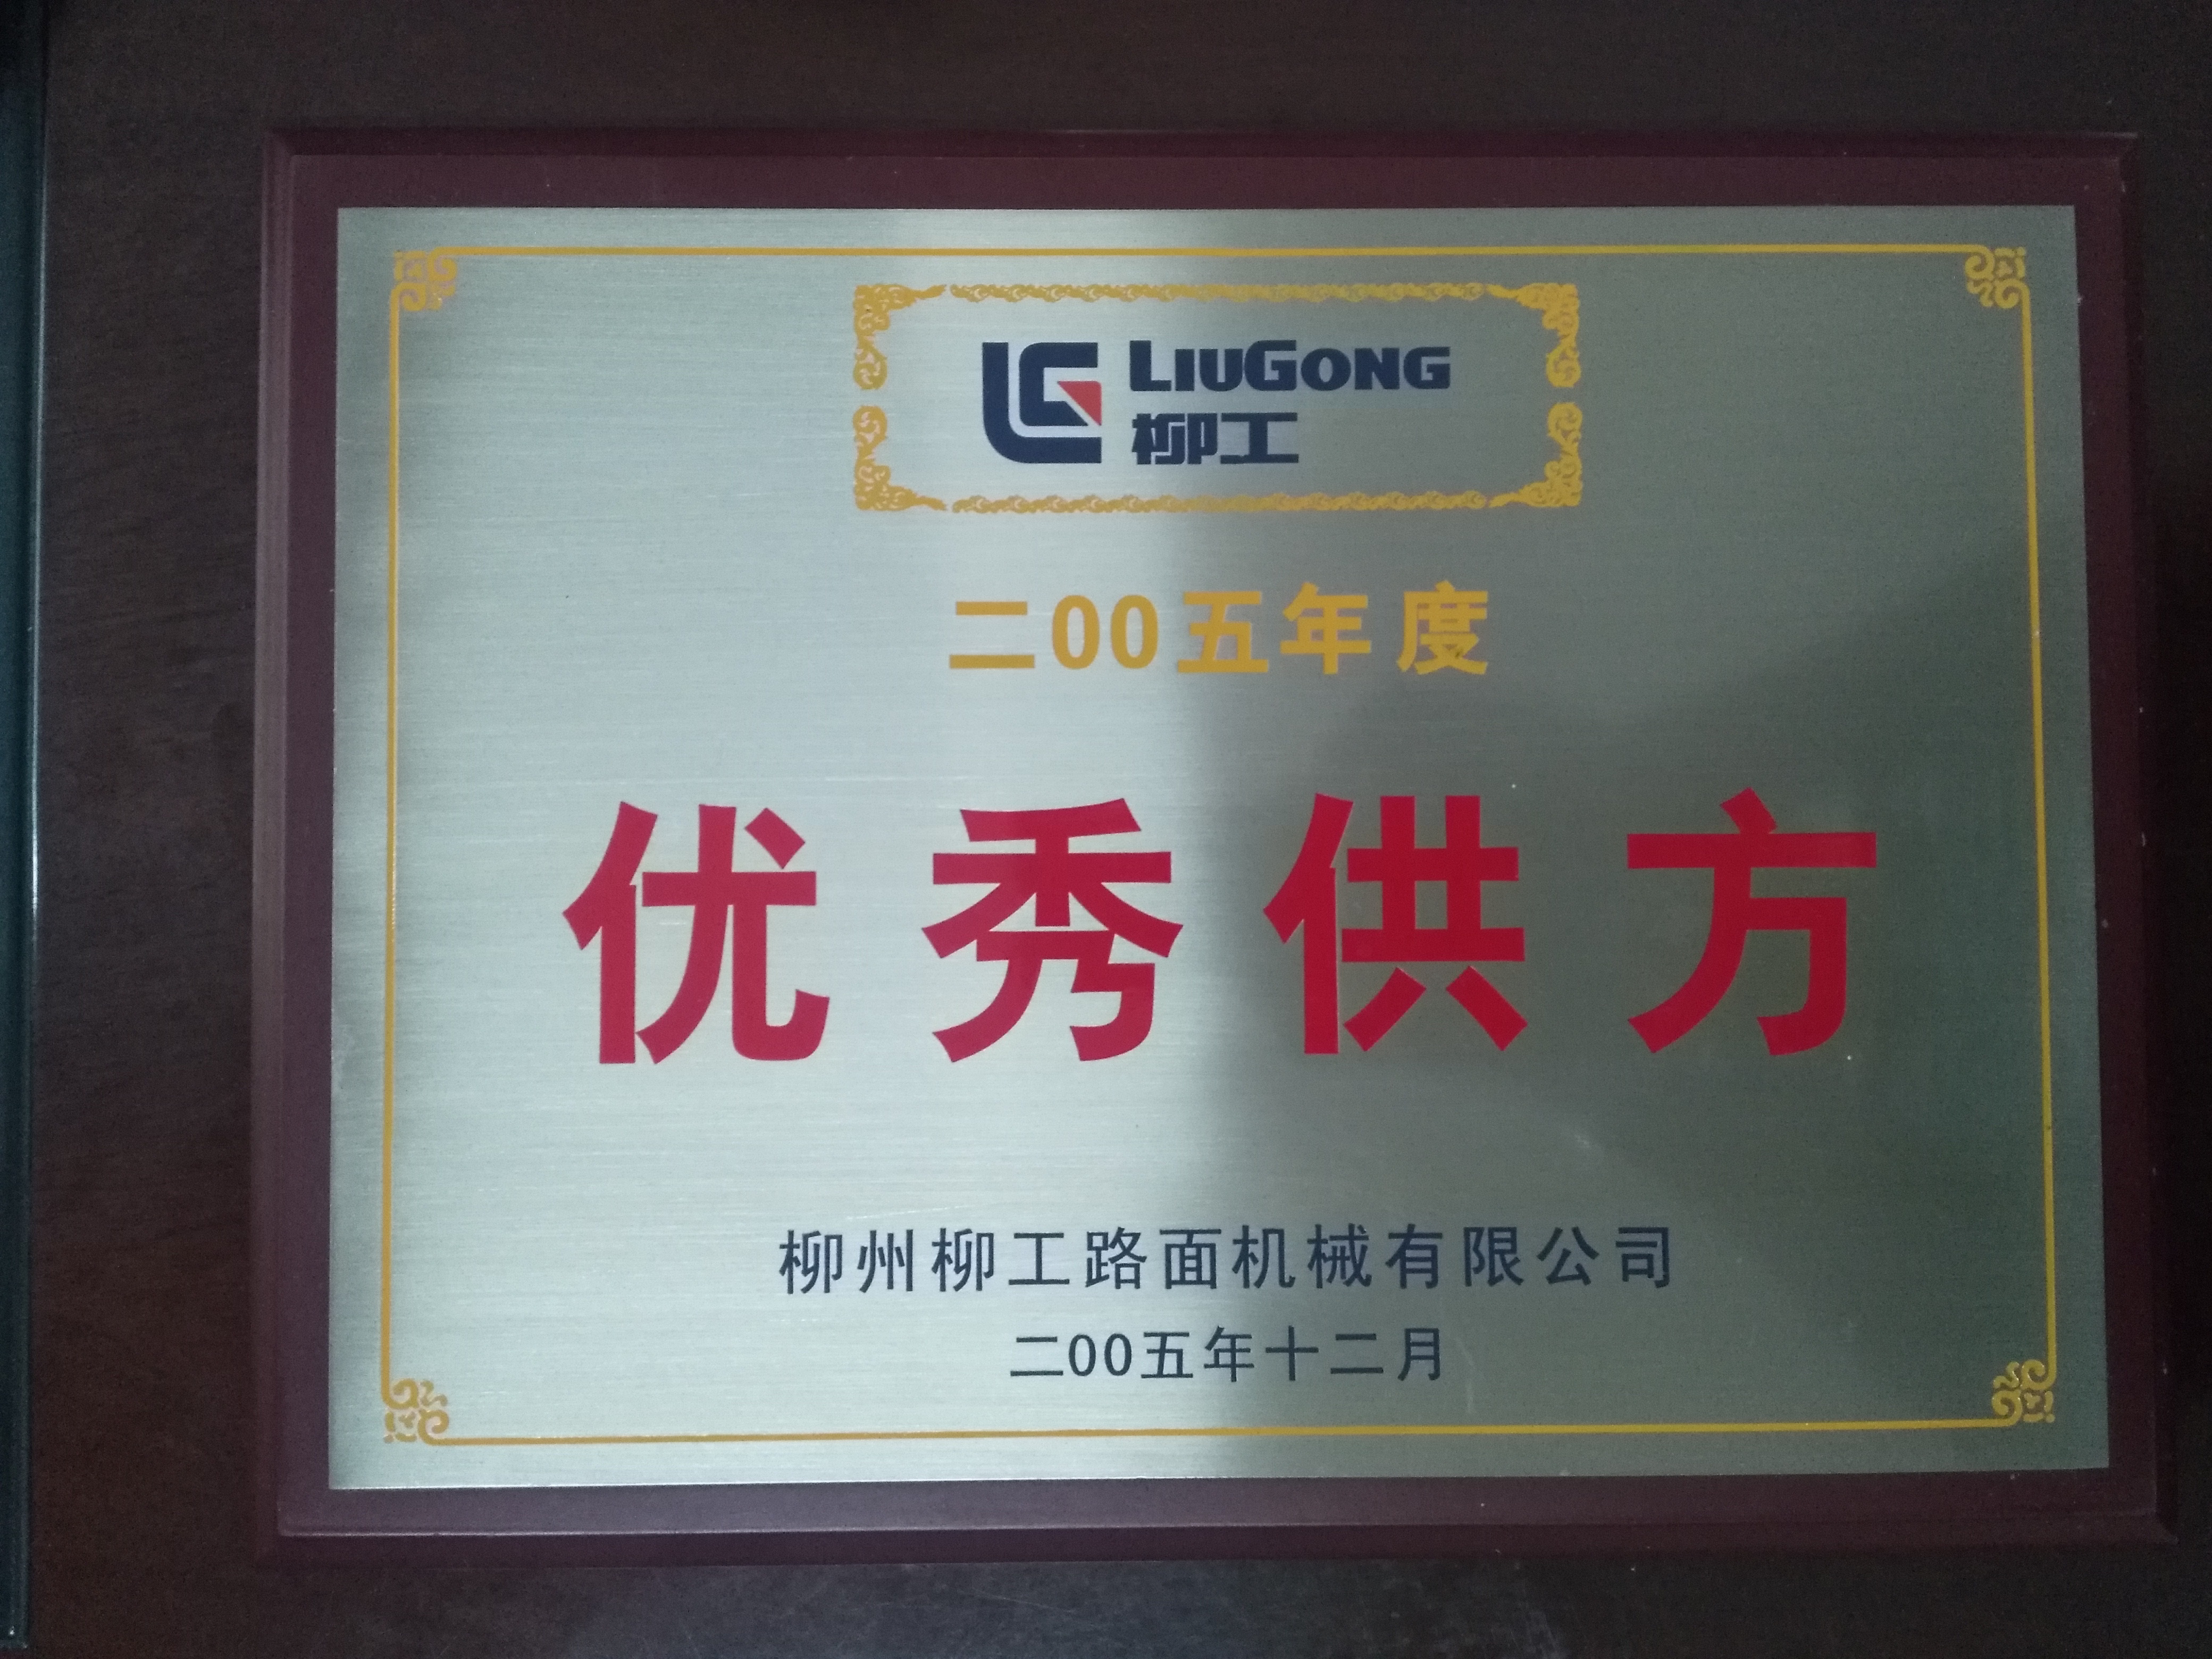 LIUGONG
柳工
二00五年度
优秀供方
柳州柳工路面机械有限公司
二00五年十二月